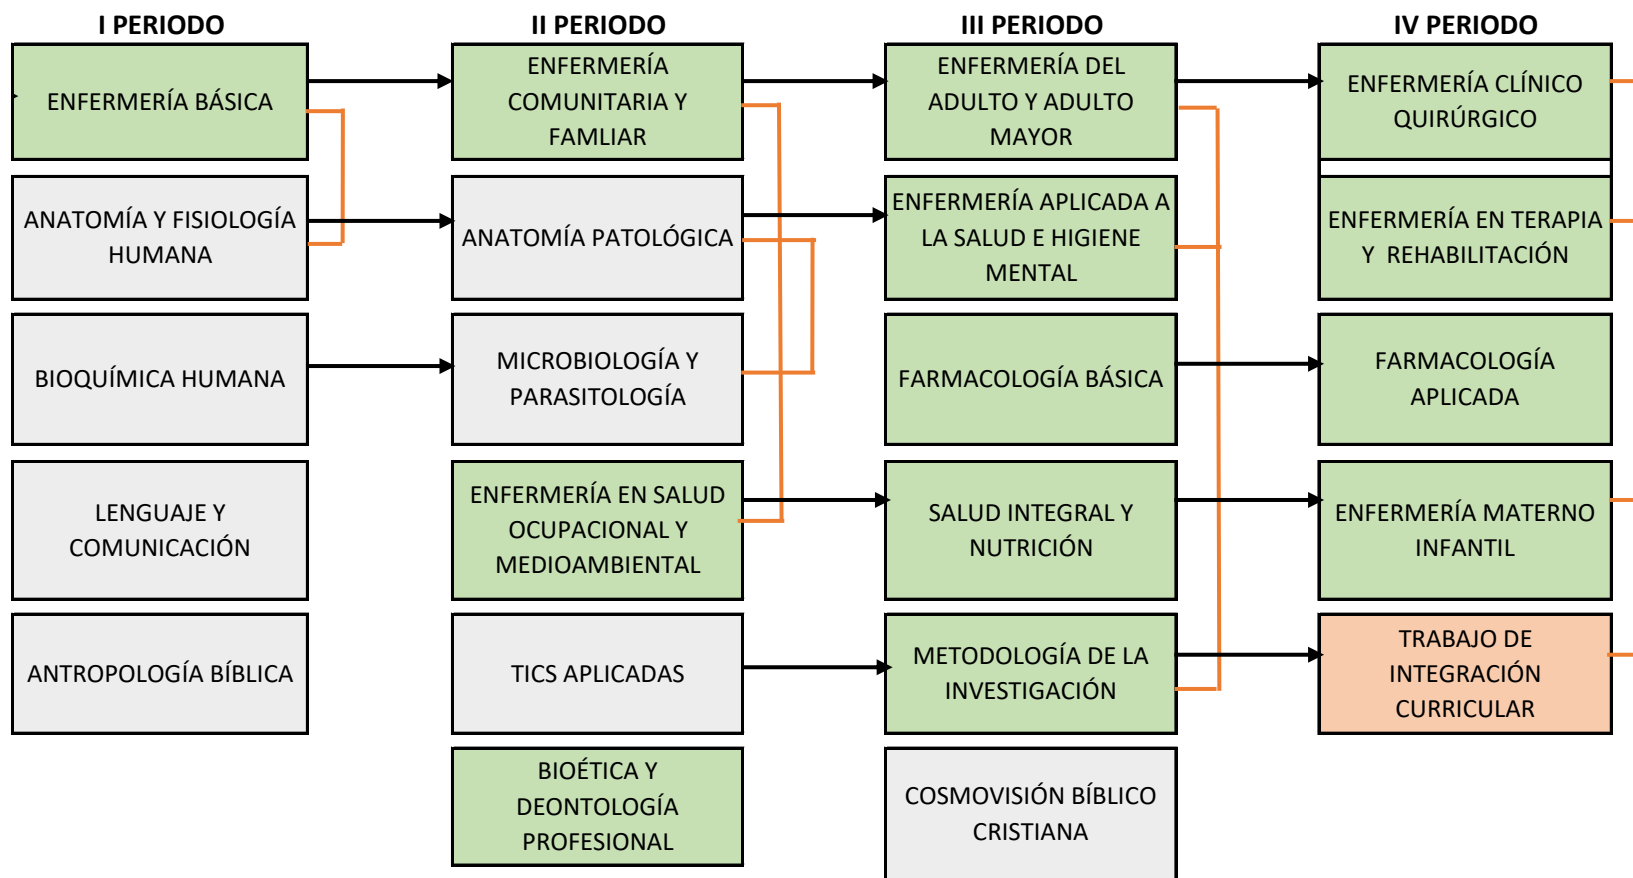 I PERIODO
ENFERMERÍA BÁSICA
ANATOMÍA Y FISIOLOGÍA
HUMANA
BIOQUÍMICA HUMANA
LENGUAJE Y
COMUNICACIÓN
ANTROPOLOGÍA BÍBLICA
II PERIODO
ENFERMERÍA
COMUNITARIA Y
FAMLIAR
ANATOMÍA PATOLÓGICA
MICROBIOLOGÍA Y
PARASITOLOGÍA
ENFERMERÍA EN SALUD
OCUPACIONAL Y
MEDIOAMBIENTAL
TICS APLICADAS
BIOÉTICA Y
DEONTOLOGÍA
PROFESIONAL
III PERIODO
ENFERMERÍA DEL
ADULTO Y ADULTO
MAYOR
ENFERMERÍA APLICADA A
LA SALUD E HIGIENE
MENTAL
FARMACOLOGÍA BÁSICA
SALUD INTEGRAL Y
NUTRICIÓN
METODOLOGÍA DE LA
INVESTIGACIÓN
COSMOVISIÓN BÍBLICO
CRISTIANA
IV PERIODO
ENFERMERÍA CLÍNICO
QUIRÚRGICO
ENFERMERÍA EN TERAPIA
Y REHABILITACIÓN
FARMACOLOGÍA
APLICADA
ENFERMERÍA MATERNO
INFANTIL
TRABAJO DE
INTEGRACIÓN
CURRICULAR